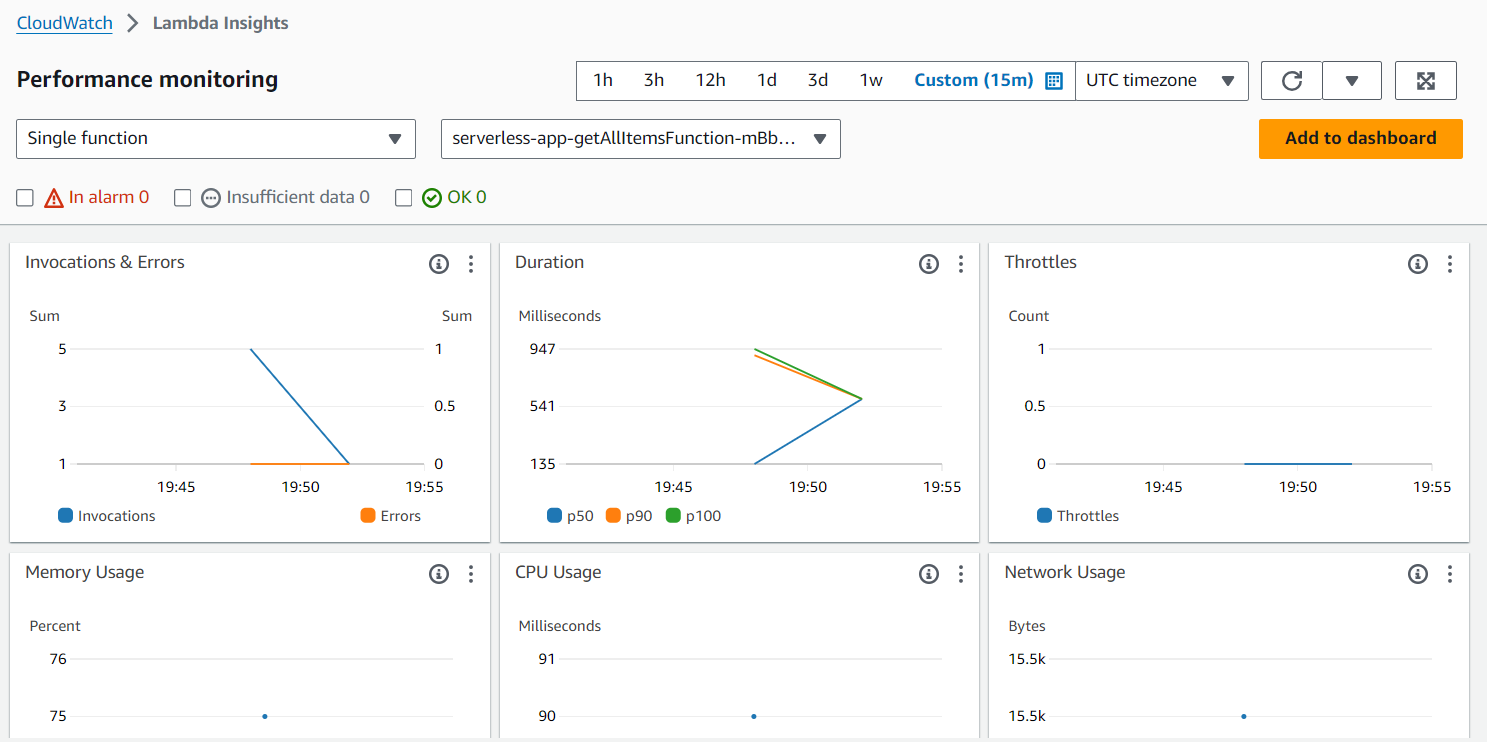 CloudWatch > Lambda Insights
Performance monitoring
1h 3h 12h 1d 3d 1w Custom (15m) UTC timezone
Single function
serverless-app-getAllItemsFunction-mBb...
Add to dashboard
In alarm 0
Insufficient data 0
OK 0
Invocations & Errors
Sum Sum
5 1
3 0.5
1 0
19:45 19:50 19:55
Invocations Errors
Duration
Milliseconds
947
541
135
19:45 19:50 19:55
p50 p90 p100
Throttles
Count
1
0.5
0
19:45 19:50 19:55
Throttles
Memory Usage
Percent
76
75
CPU Usage
Milliseconds
91
90
Network Usage
Bytes
15.5k
15.5k